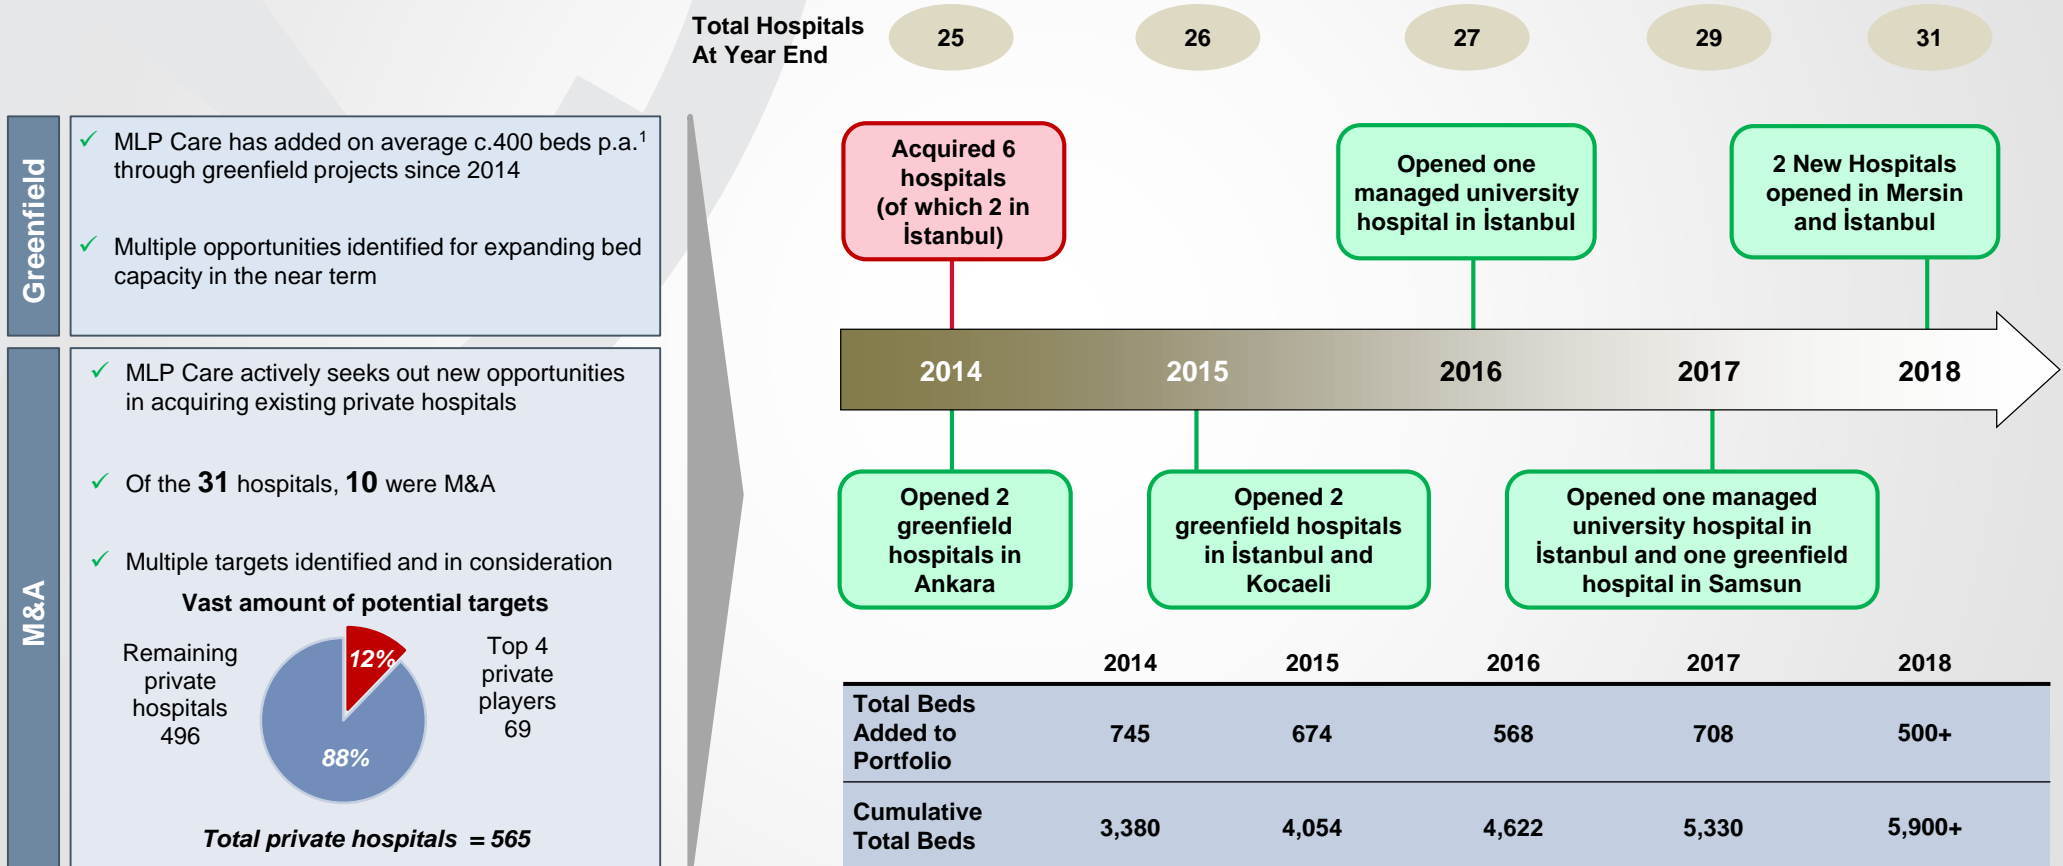 Total Hospitals
At Year End
25
26
27
29
31
Greenfield
✓ MLP Care has added on average c.400 beds p.a.¹
through greenfield projects since 2014
✓ Multiple opportunities identified for expanding bed
capacity in the near term
M&A
✓ MLP Care actively seeks out new opportunities
in acquiring existing private hospitals
✓ Of the 31 hospitals, 10 were M&A
✓ Multiple targets identified and in consideration
Vast amount of potential targets
Remaining
private
hospitals
496
12%
88%
Top 4
private
players
69
Total private hospitals = 565
Acquired 6
hospitals
(of which 2 in
İstanbul)
Opened one
managed university
hospital in İstanbul
2 New Hospitals
opened in Mersin
and İstanbul
2014
2015
2016
2017
2018
Opened 2
greenfield
hospitals in
Ankara
Opened 2
greenfield hospitals
in İstanbul and
Kocaeli
Opened one managed
university hospital in
İstanbul and one greenfield
hospital in Samsun
2014 2015 2016 2017 2018
Total Beds
Added to
Portfolio
745 674 568 708 500+
Cumulative
Total Beds
3,380 4,054 4,622 5,330 5,900+